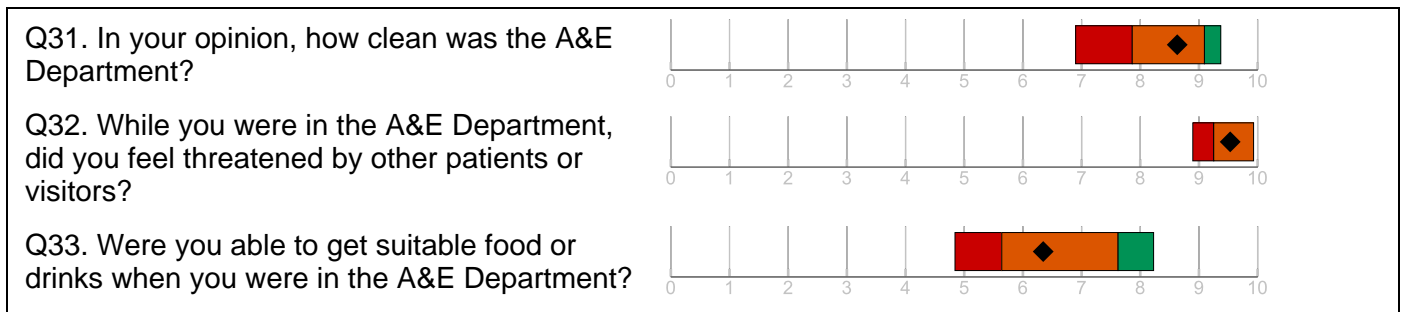 Q31. In your opinion, how clean was the A&E
Department?
0 1 2 3 4 5 6 7 8 9 10
Q32. While you were in the A&E Department,
did you feel threatened by other patients or
visitors?
0 1 2 3 4 5 6 7 8 9 10
Q33. Were you able to get suitable food or
drinks when you were in the A&E Department?
0 1 2 3 4 5 6 7 8 9 10